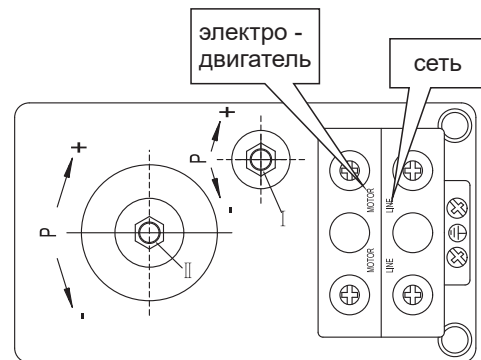 электро -
двигатель
сеть
+
P
-
+
P
-
I
II
MOTOR
LINE
MOTOR
LINE